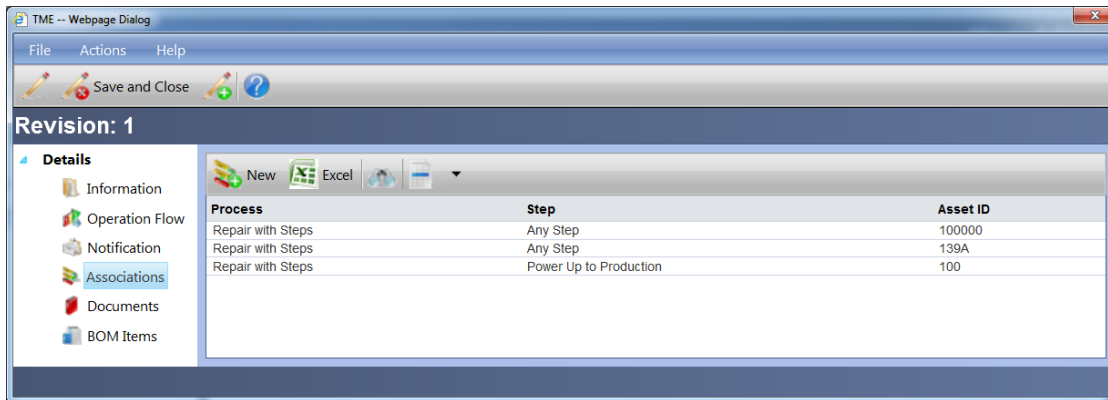 TME -- Webpage Dialog
File Actions Help
Save and Close
Revision: 1
Details
Information
Operation Flow
Notification
Associations
Documents
BOM Items
New Excel
Process Step Asset ID
Repair with Steps Any Step 100000
Repair with Steps Any Step 139A
Repair with Steps Power Up to Production 100